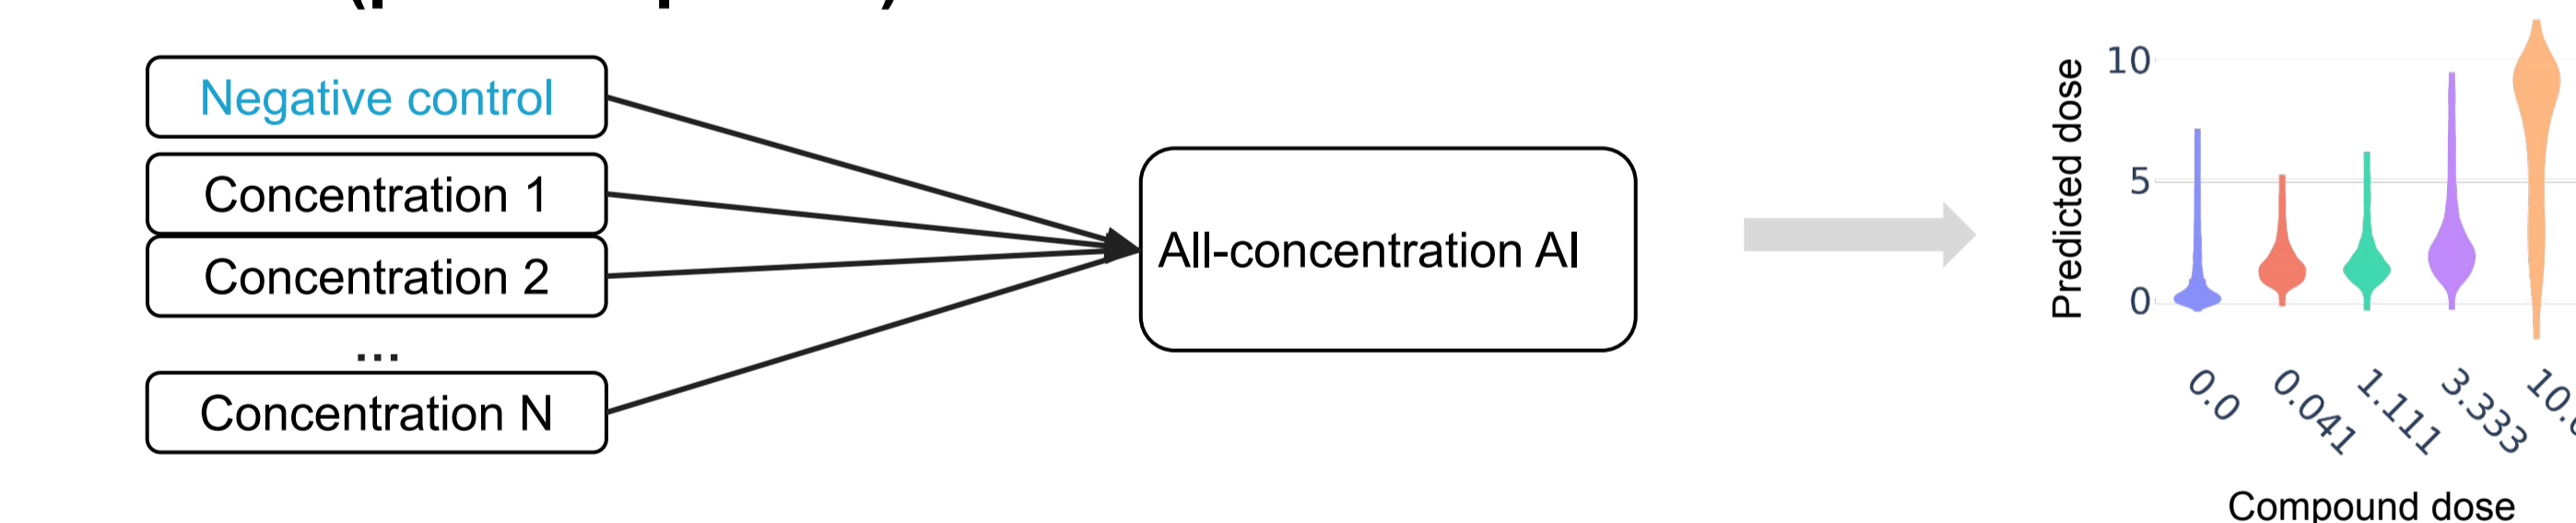 Negative control
Concentration 1
Concentration 2
...
Concentration N
All-concentration AI
Predicted dose
10
5
0
0.0
0.041
1.111
3.333
Compound dose